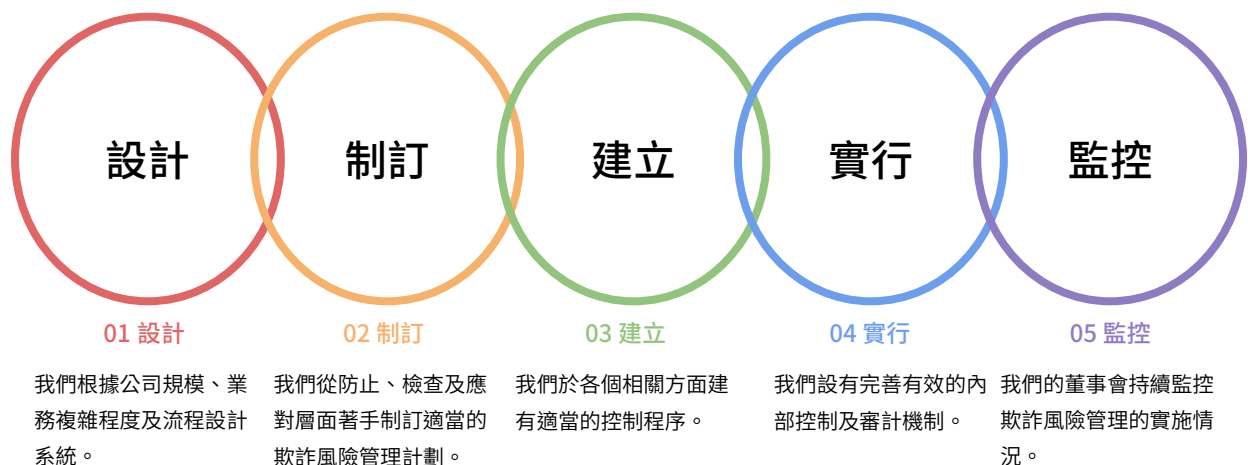 設計
制訂
建立
實行
監控
01 設計
02 制訂
03 建立
04 實行
05 監控
我們根據公司規模、業
務複雜程度及流程設計
系統。
我們從防止、檢查及應
對層面著手制訂適當的
欺詐風險管理計劃。
我們於各個相關方面建
有適當的控制程序。
我們設有完善有效的內
部控制及審計機制。
我們的董事會持續監控
欺詐風險管理的實施情
況。